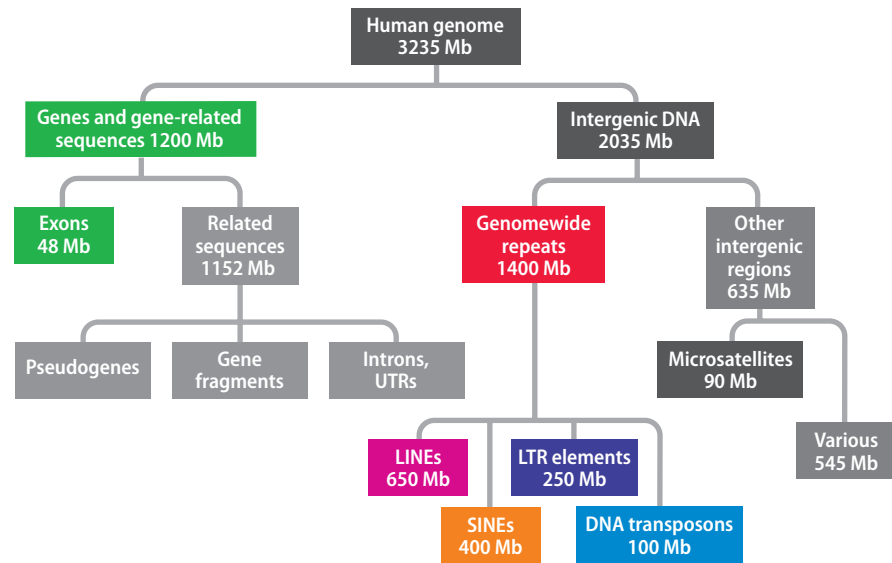 Human genome
3235 Mb
Genes and gene-related
sequences 1200 Mb
Intergenic DNA
2035 Mb
Exons
48 Mb
Related
sequences
1152 Mb
Genomewide
repeats
1400 Mb
Other
intergenic
regions
635 Mb
Pseudogenes
Gene
fragments
Introns,
UTRs
Microsatellites
90 Mb
Various
545 Mb
LINEs
650 Mb
LTR elements
250 Mb
SINEs
400 Mb
DNA transposons
100 Mb